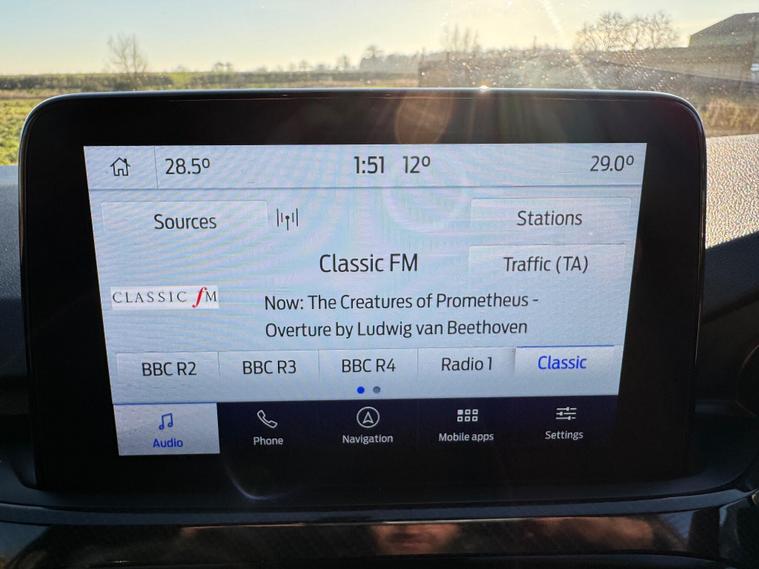 28.5° 1:51 12° 29.0°
Sources Stations
Classic FM Traffic (TA)
CLASSIC fM
Now: The Creatures of Prometheus -
Overture by Ludwig van Beethoven
BBC R2 BBC R3 BBC R4 Radio 1 Classic
Audio Phone Navigation Mobile apps Settings